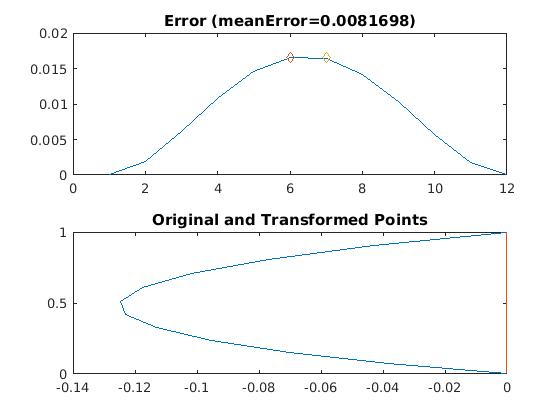 Error (meanError=0.0081698)
0.02
0.015
0.01
0.005
0
0 2 4 6 8 10 12
Original and Transformed Points
1
0.5
0
-0.14 -0.12 -0.1 -0.08 -0.06 -0.04 -0.02 0